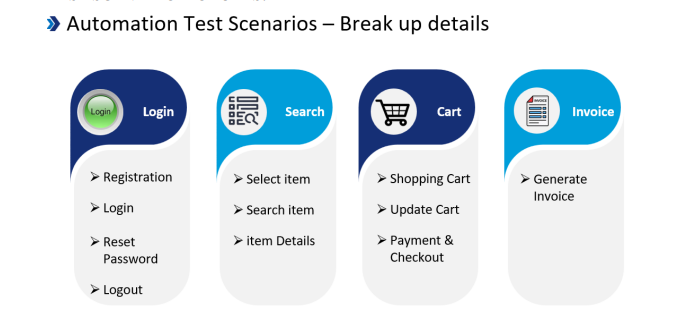 Automation Test Scenarios – Break up details
Login
Login
Search
Cart
INVOICE
Invoice
Registration
Login
Reset
Password
Logout
Select item
Search item
item Details
Shopping Cart
Update Cart
Payment &
Checkout
Generate
Invoice